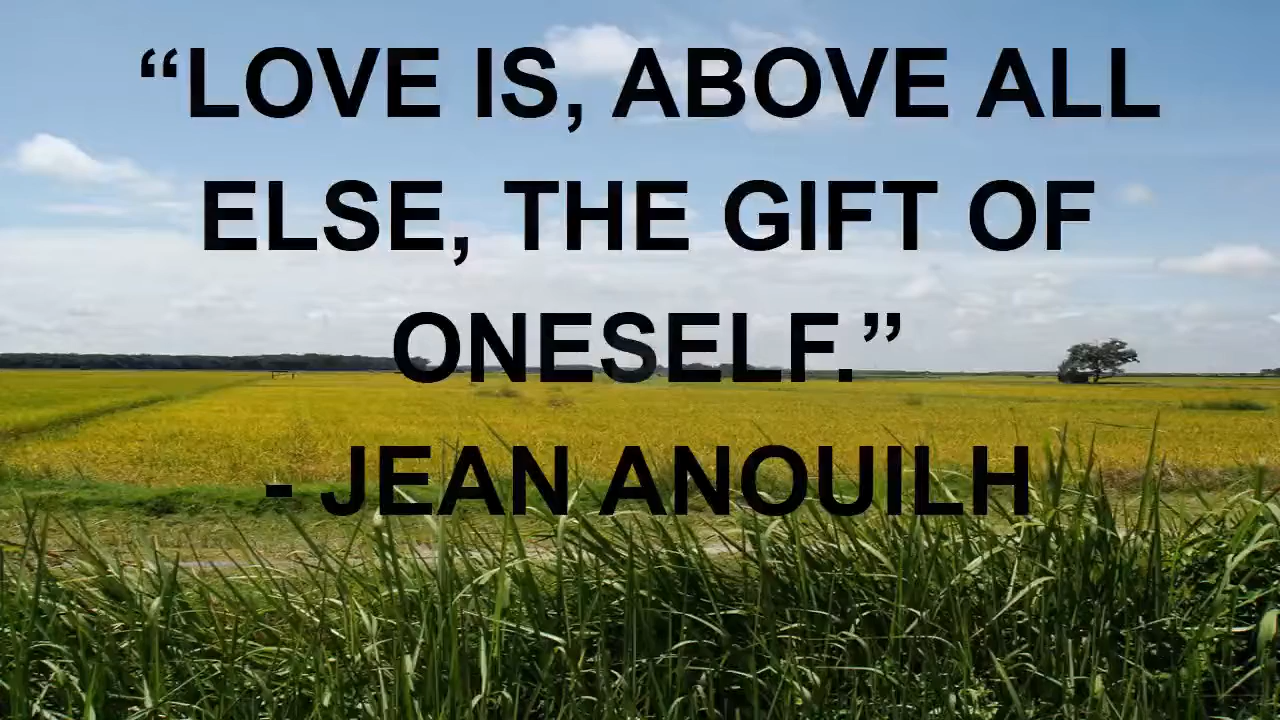 “LOVE IS, ABOVE ALL
ELSE, THE GIFT OF
ONESELF.”
- JEAN ANOUILH